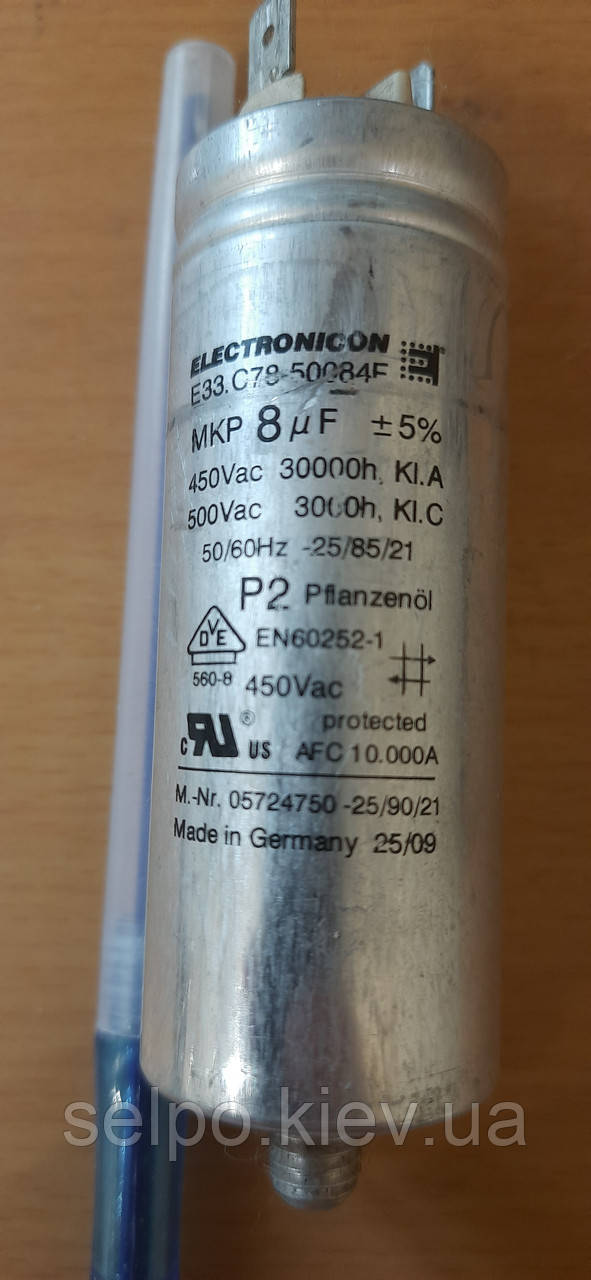 ELECTRONICON
E33.C78-50084F
MKP 8 µF ±5%
450Vac 30000h, Kl.A
500Vac 3000h, Kl.C
50/60Hz -25/85/21
P2 Pflanzenöl
DVE EN60252-1
560-8 450Vac
protected
c RU ® US AFC 10.000A
M.-Nr. 05724750 -25/90/21
Made in Germany 25/09
selpo.kiev.ua